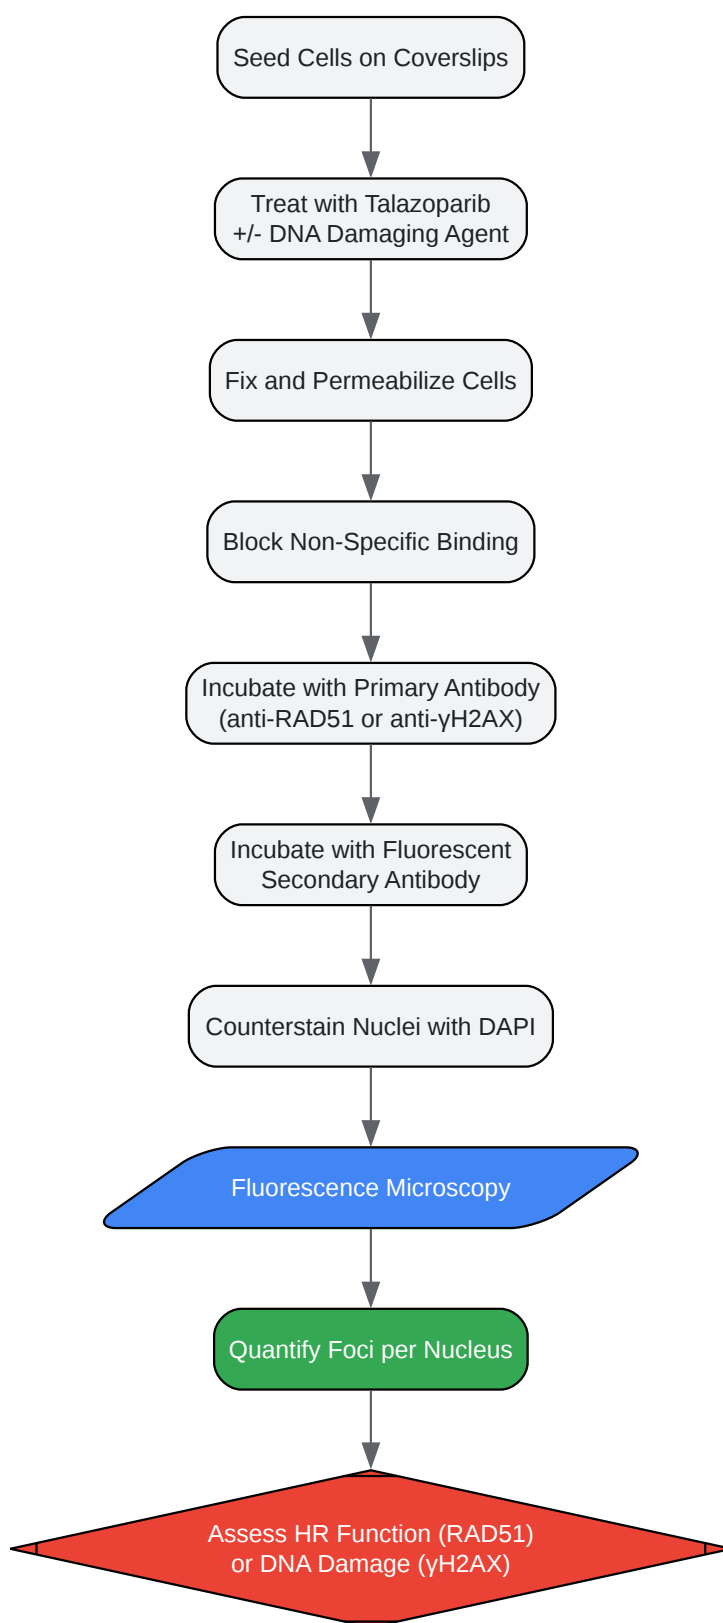 Seed Cells on Coverslips
Treat with Talazoparib
+/- DNA Damaging Agent
Fix and Permeabilize Cells
Block Non-Specific Binding
Incubate with Primary Antibody
(anti-RAD51 or anti-γH2AX)
Incubate with Fluorescent
Secondary Antibody
Counterstain Nuclei with DAPI
Fluorescence Microscopy
Quantify Foci per Nucleus
Assess HR Function (RAD51)
or DNA Damage (γH2AX)